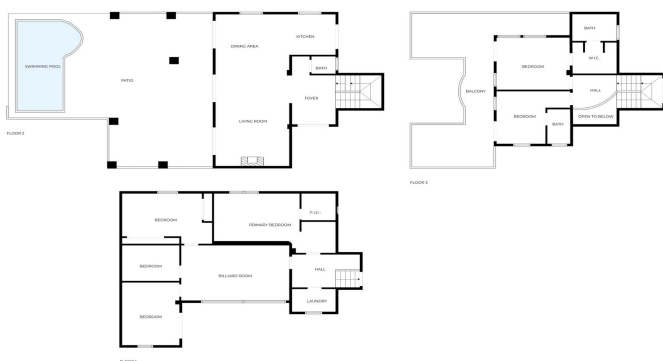 SWIMMING POOL
PATIO
DINING AREA
KITCHEN
BATH
FOYER
LIVING ROOM
FLOOR 2
BATH
W.I.C.
BEDROOM
HALL
BALCONY
BEDROOM
BATH
OPEN TO BELOW
FLOOR 3
BEDROOM
PRIMARY BEDROOM
BEDROOM
BILLIARD ROOM
HALL
LAUNDRY
BEDROOM